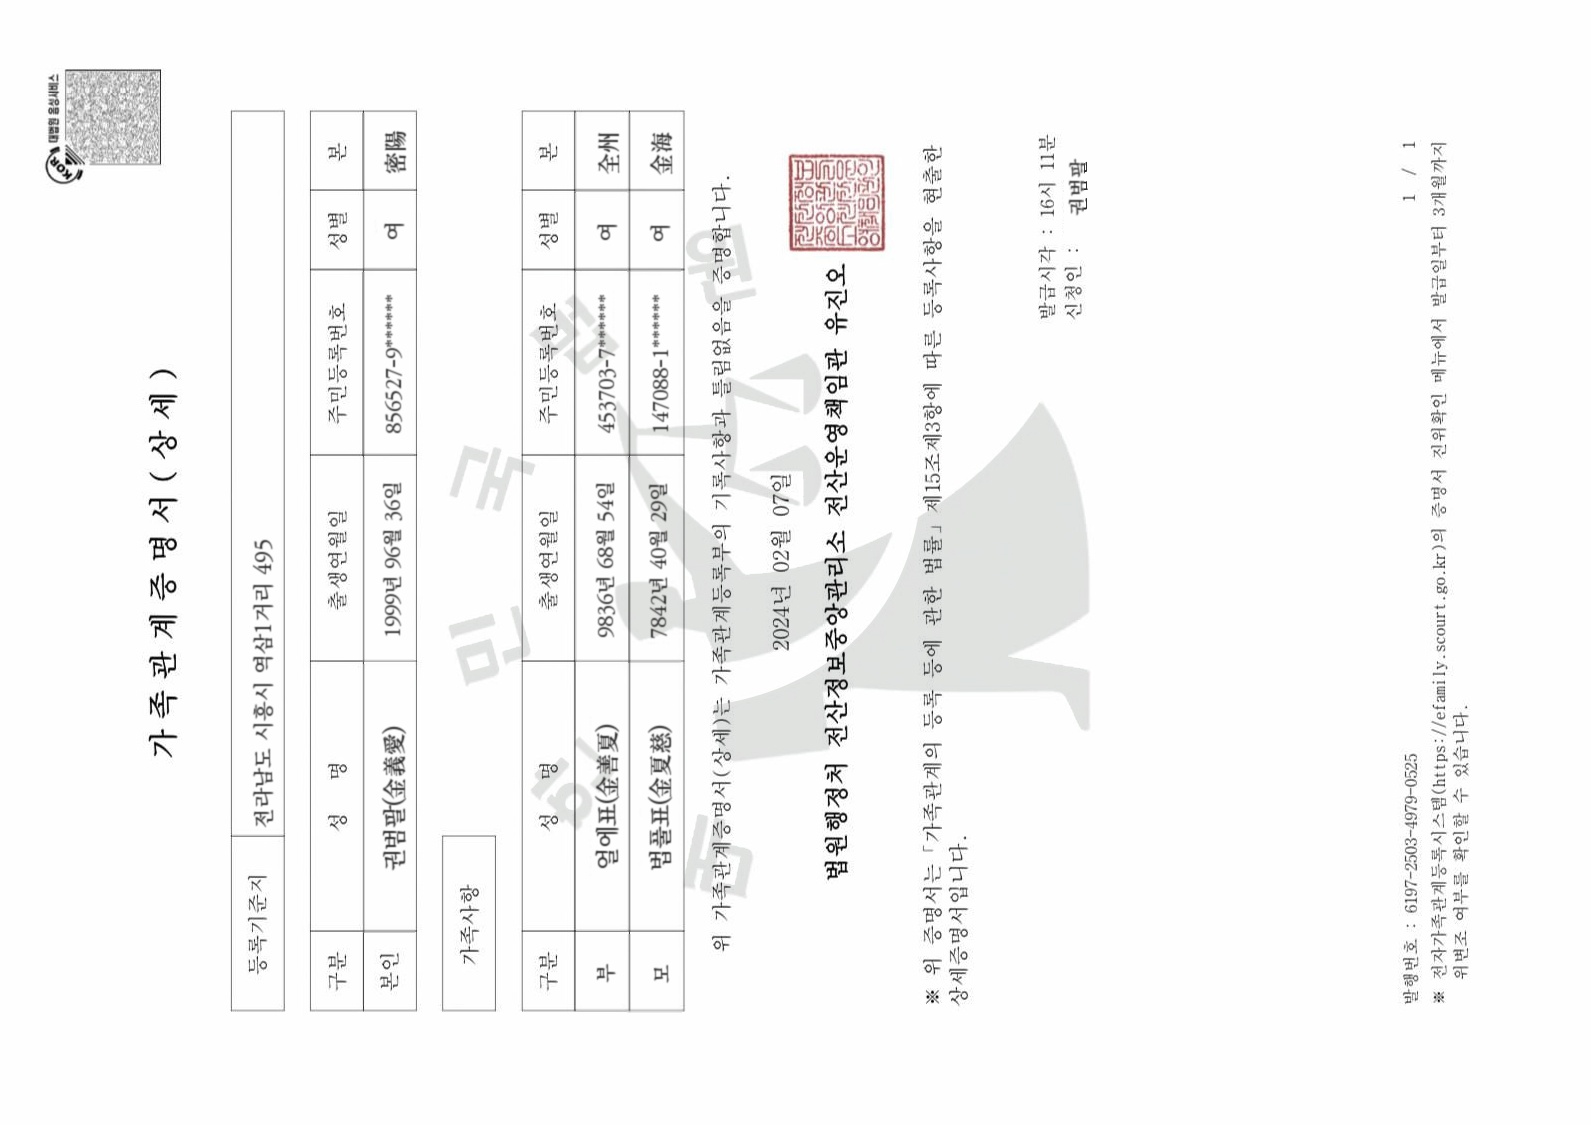 KOR 대법원 음성서비스
가 족 관 계 증 명 서 ( 상 세 )
등록기준지 전라남도 시흥시 역삼1거리 495
구분 성 명 출생연월일 주민등록번호 성별 본
본인 권범팔(金義愛) 1999년 96월 36일 856527-9****** 여 密陽
가족사항
구분 성 명 출생연월일 주민등록번호 성별 본
부 얼에표(金善夏) 9836년 68월 54일 453703-7****** 여 全州
모 범풀표(金夏慈) 7842년 40월 29일 147088-1****** 여 金海
위 가족관계증명서(상세)는 가족관계등록부의 기록사항과 틀림없음을 증명합니다.
2024년 02월 07일
법원행정처 전산정보중앙관리소 전산운영책임관 유진오
※ 위 증명서는 「가족관계의 등록 등에 관한 법률」 제15조제3항에 따른 등록사항을 현출한
상세증명서입니다.
발급시각 : 16시 11분
신청인 : 권범팔
발행번호 : 6197-2503-4979-0525 1 / 1
※ 전자가족관계등록시스템(https://efamily.scourt.go.kr)의 증명서 진위확인 메뉴에서 발급일부터 3개월까지
위변조 여부를 확인할 수 있습니다.